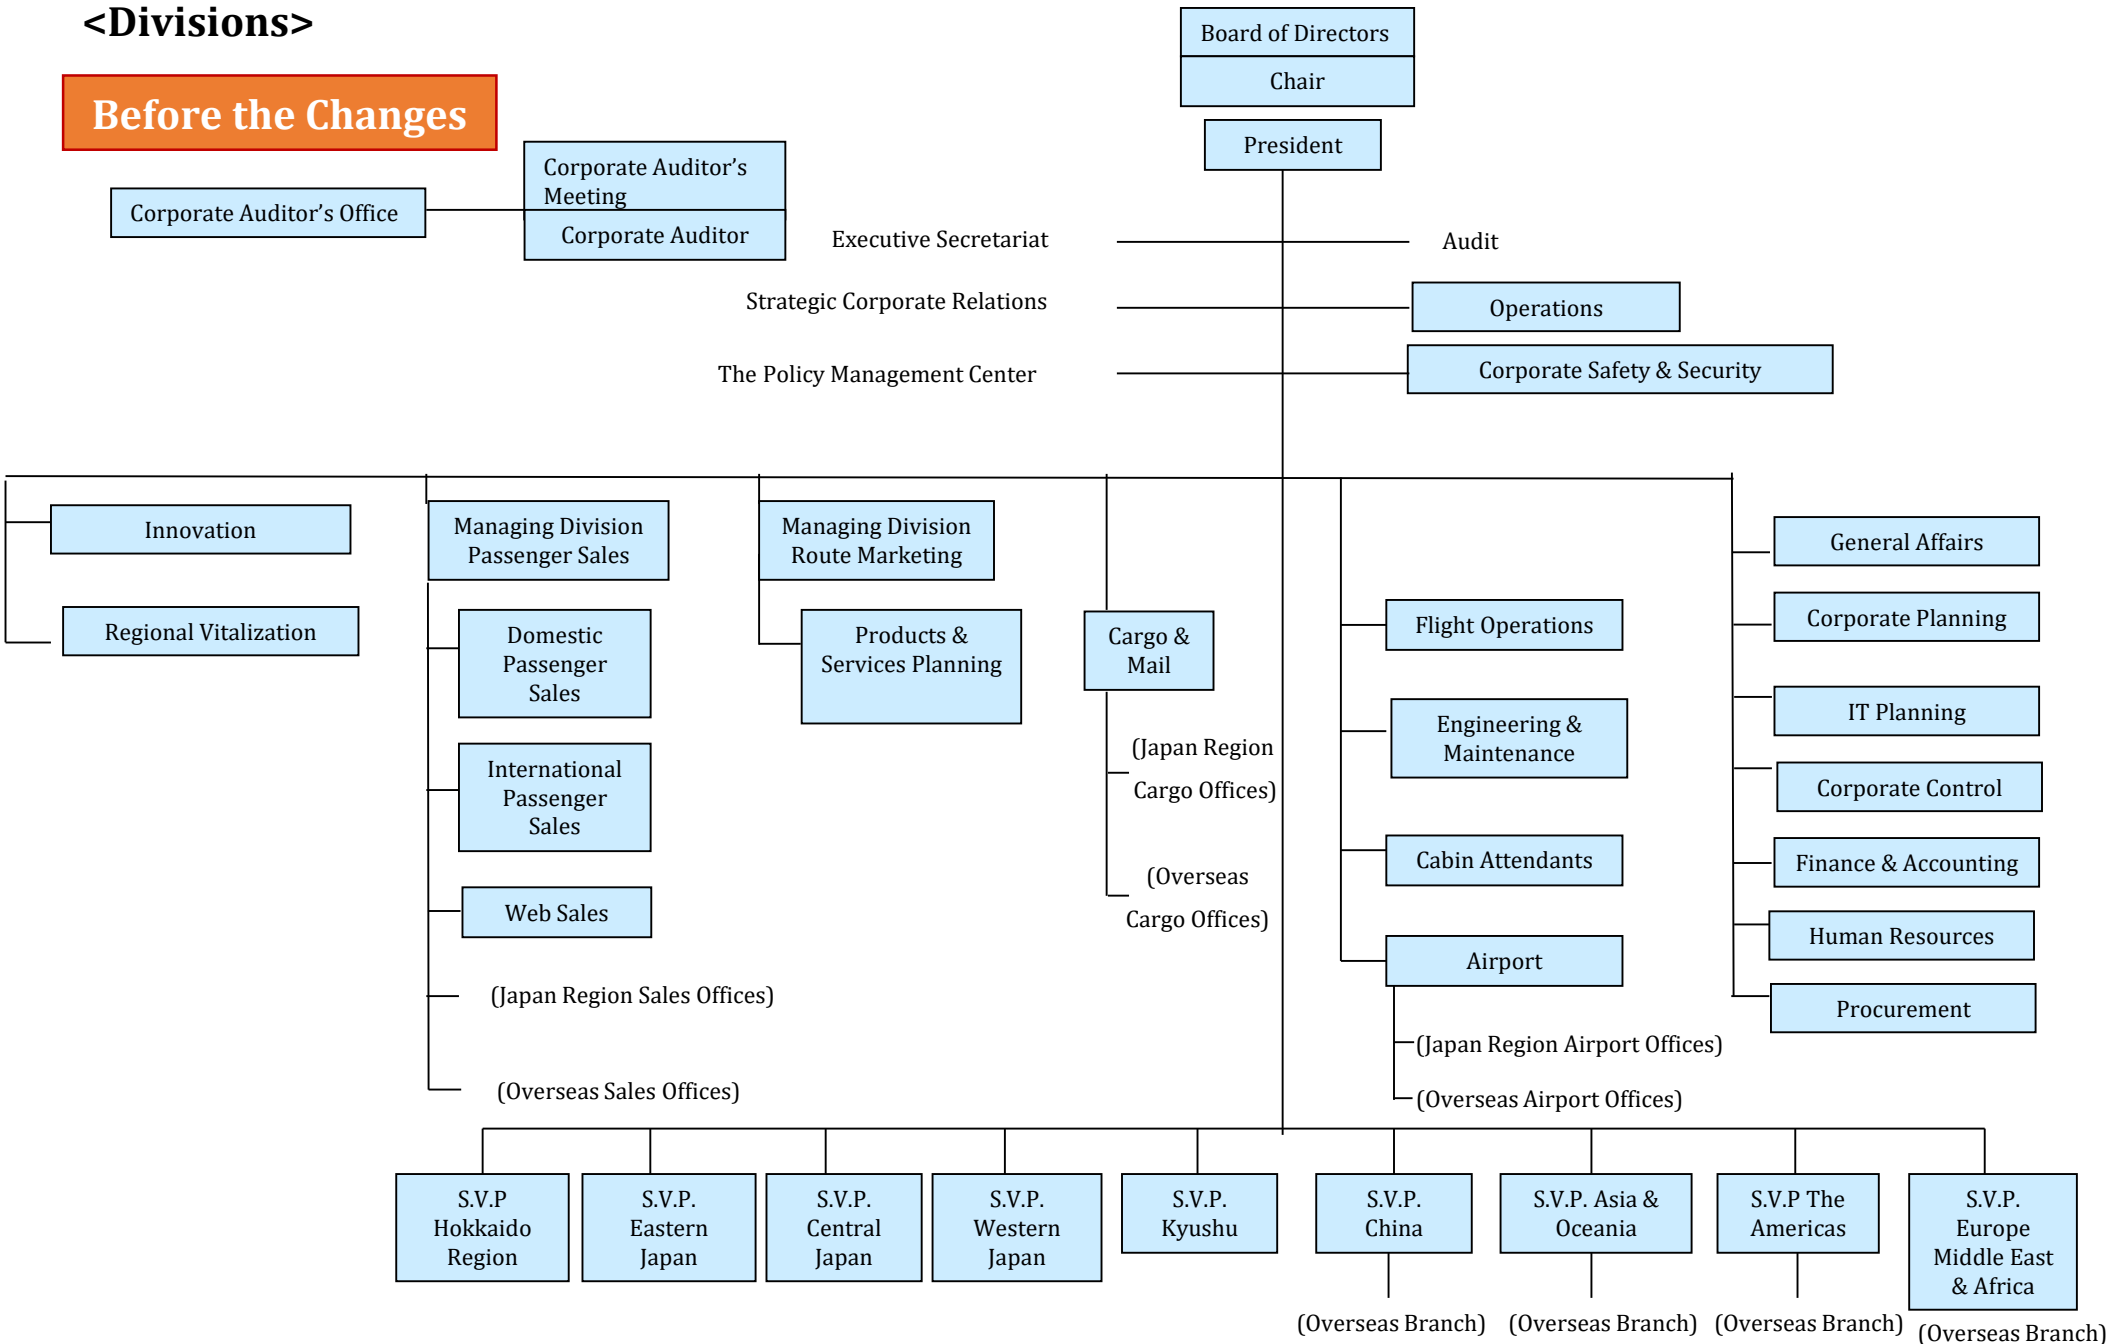 <Divisions>
Before the Changes
Board of Directors
Chair
President
Corporate Auditor's Office
Corporate Auditor’s
Meeting
Corporate Auditor
Executive Secretariat
Audit
Strategic Corporate Relations
Operations
The Policy Management Center
Corporate Safety & Security
Innovation
Regional Vitalization
Managing Division
Passenger Sales
Domestic
Passenger
Sales
International
Passenger
Sales
Web Sales
(Japan Region Sales Offices)
(Overseas Sales Offices)
Managing Division
Route Marketing
Products &
Services Planning
Cargo &
Mail
(Japan Region
Cargo Offices)
(Overseas
Cargo Offices)
Flight Operations
Engineering &
Maintenance
Cabin Attendants
Airport
(Japan Region Airport Offices)
(Overseas Airport Offices)
General Affairs
Corporate Planning
IT Planning
Corporate Control
Finance & Accounting
Human Resources
Procurement
S.V.P
Hokkaido
Region
S.V.P.
Eastern
Japan
S.V.P.
Central
Japan
S.V.P.
Western
Japan
S.V.P.
Kyushu
S.V.P.
China
(Overseas Branch)
S.V.P. Asia &
Oceania
(Overseas Branch)
S.V.P The
Americas
(Overseas Branch)
S.V.P.
Europe
Middle East
& Africa
(Overseas Branch)